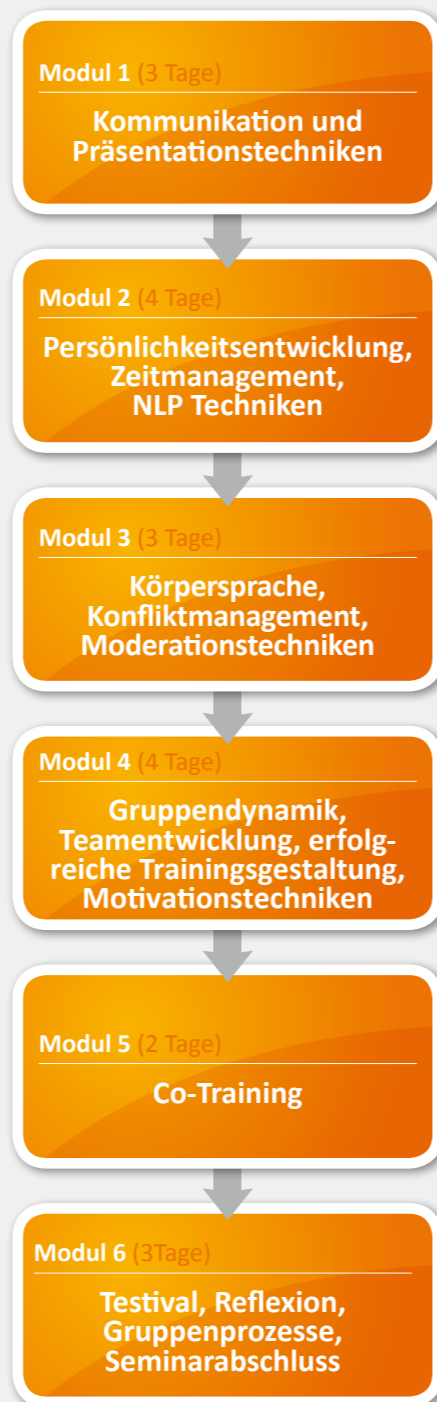 Modul 1 (3 Tage)
Kommunikation und
Präsentationstechniken
Modul 2 (4 Tage)
Persönlichkeitsentwicklung,
Zeitmanagement,
NLP Techniken
Modul 3 (3 Tage)
Körpersprache,
Konfliktmanagement,
Moderationstechniken
Modul 4 (4 Tage)
Gruppendynamik,
Teamentwicklung, erfolg-
reiche Trainingsgestaltung,
Motivationstechniken
Modul 5 (2 Tage)
Co-Training
Modul 6 (3Tage)
Testival, Reflexion,
Gruppenprozesse,
Seminarabschluss